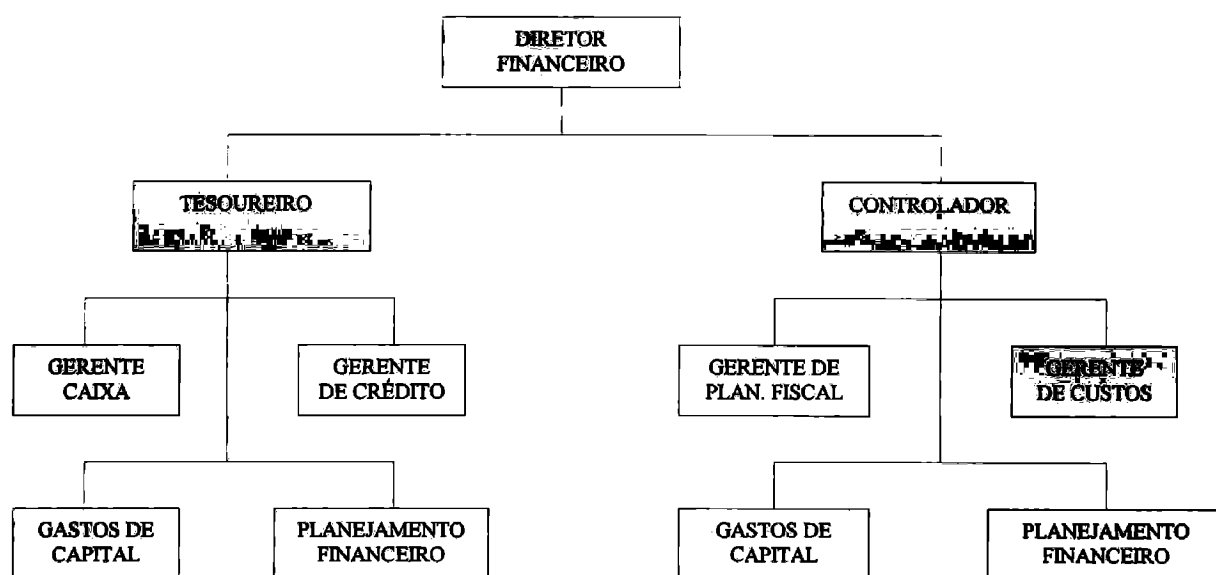 DIRETOR
FINANCEIRO
TESOUREIRO
CONTROLADOR
GERENTE
CAIXA
GERENTE
DE CRÉDITO
GERENTE DE
PLAN. FISCAL
GERENTE
DE CUSTOS
GASTOS DE
CAPITAL
PLANEJAMENTO
FINANCEIRO
GASTOS DE
CAPITAL
PLANEJAMENTO
FINANCEIRO